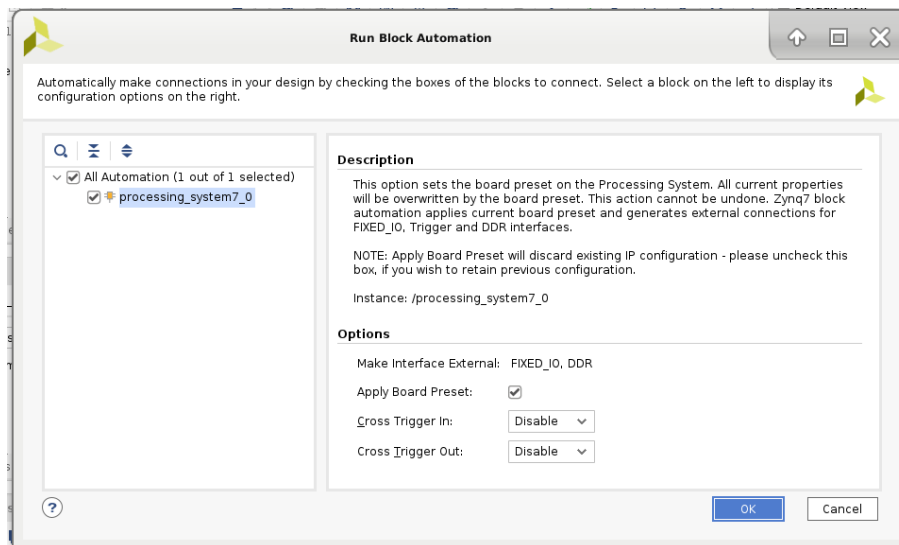 Run Block Automation
Automatically make connections in your design by checking the boxes of the blocks to connect. Select a block on the left to display its
configuration options on the right.
All Automation (1 out of 1 selected)
processing_system7_0
Description
This option sets the board preset on the Processing System. All current properties
will be overwritten by the board preset. This action cannot be undone. Zynq7 block
automation applies current board preset and generates external connections for
FIXED_IO, Trigger and DDR interfaces.
NOTE: Apply Board Preset will discard existing IP configuration - please uncheck this
box, if you wish to retain previous configuration.
Instance: /processing_system7_0
Options
Make Interface External: FIXED_IO, DDR
Apply Board Preset:
Cross Trigger In: Disable
Cross Trigger Out: Disable
?
OK
Cancel